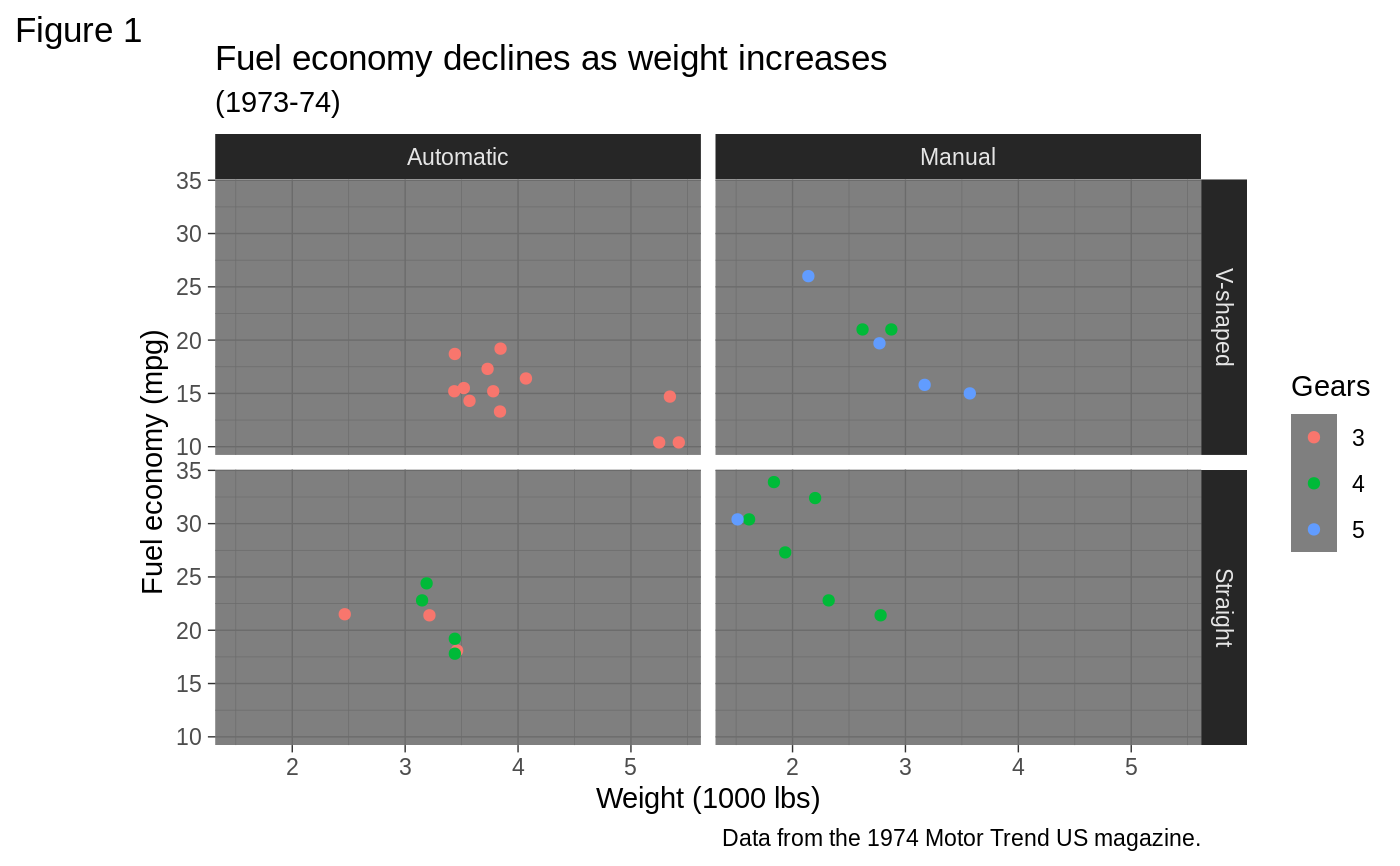 Figure 1
Fuel economy declines as weight increases
(1973-74)
Automatic
Manual
35
30
25
20
15
10
V-shaped
35
30
25
20
15
10
Straight
Fuel economy (mpg)
2 3 4 5
2 3 4 5
Weight (1000 lbs)
Gears
3
4
5
Data from the 1974 Motor Trend US magazine.